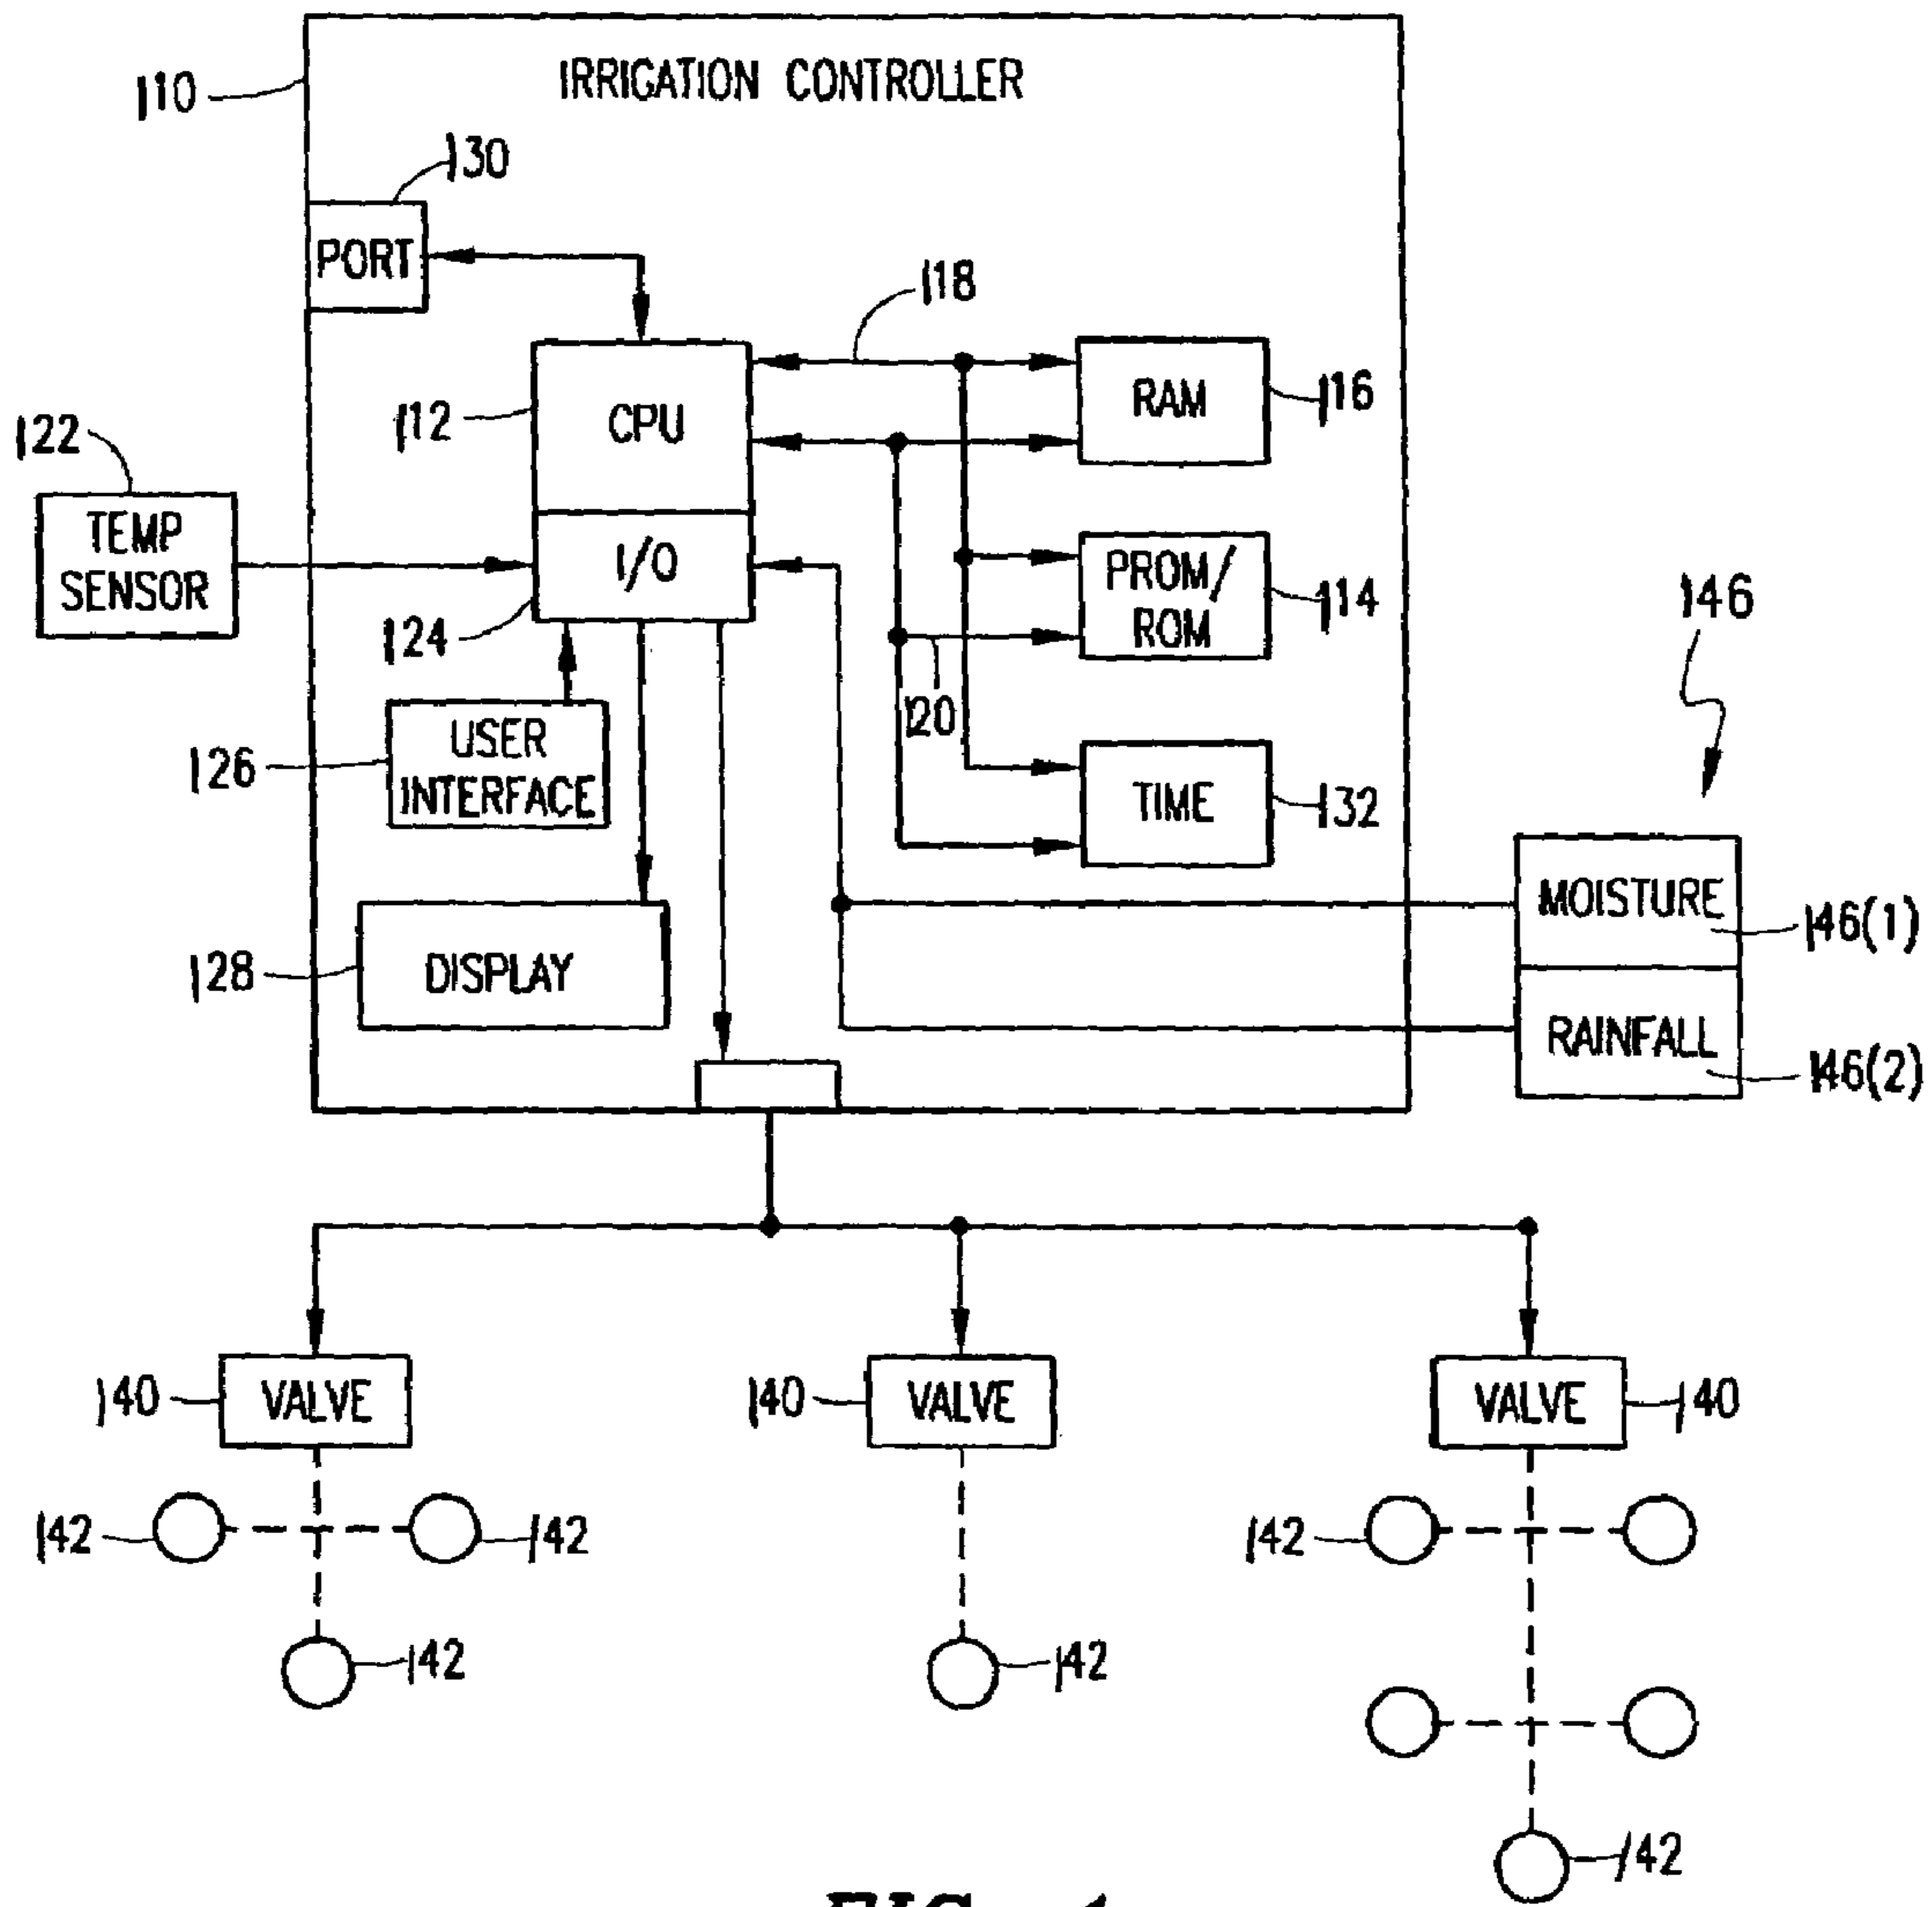 IRRIGATION CONTROLLER
110
130
PORT
118
112
CPU
RAM
116
122
TEMP
SENSOR
I/O
124
PROM/
ROM
114
120
146
126
USER
INTERFACE
TIME
132
MOISTURE
146(1)
128
DISPLAY
RAINFALL
146(2)
140
VALVE
140
VALVE
VALVE
140
142
142
142
142
142
142